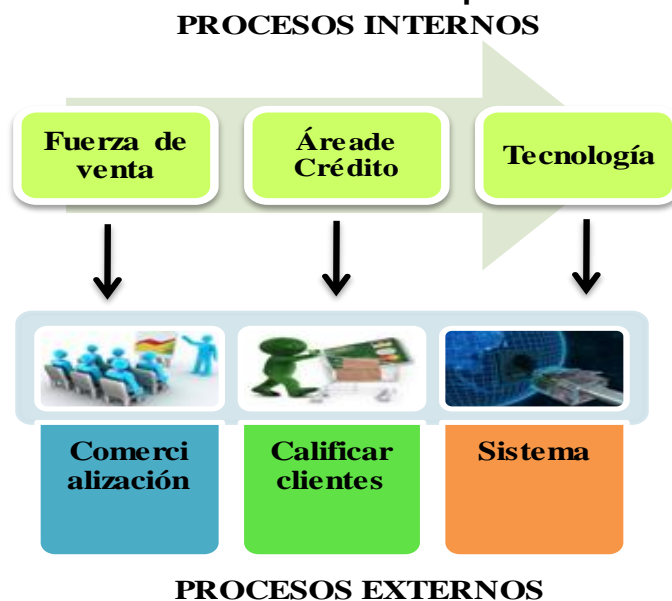 PROCESOS INTERNOS
Fuerza de
venta
Áreade
Crédito
Tecnología
Comerci
alización
Calificar
clientes
Sistema
PROCESOS EXTERNOS